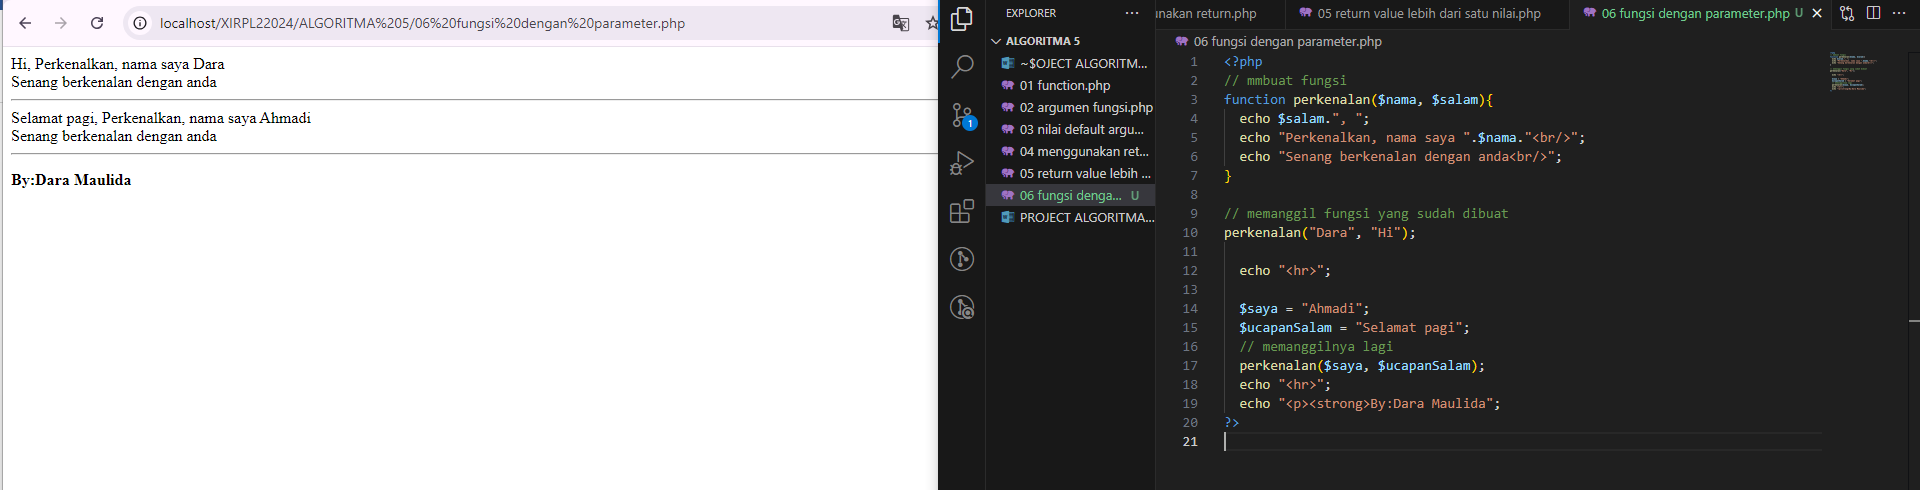 localhost/XIRPL22024/ALGORITMA%205/06%20fungsi%20dengan%20parameter.php
Hi, Perkenalkan, nama saya Dara
Senang berkenalan dengan anda
Selamat pagi, Perkenalkan, nama saya Ahmadi
Senang berkenalan dengan anda
By:Dara Maulida
1
EXPLORER
ALGORITMA 5
~$OJECT ALGORITM...
01 function.php
02 argumen fungsi.php
03 nilai default argu...
04 menggunakan ret...
05 return value lebih ...
06 fungsi denga... U
PROJECT ALGORITMA...
unakan return.php
05 return value lebih dari satu nilai.php
06 fungsi dengan parameter.php U
06 fungsi dengan parameter.php
1 <?php
2 // mmbuat fungsi
3 function perkenalan($nama, $salam){
4 echo $salam.", ";
5 echo "Perkenalkan, nama saya ".$nama."<br/>";
6 echo "Senang berkenalan dengan anda<br/>";
7 }
8
9 // memanggil fungsi yang sudah dibuat
10 perkenalan("Dara", "Hi");
11
12 echo "<hr>";
13
14 $saya = "Ahmadi";
15 $ucapanSalam = "Selamat pagi";
16 // memanggilnya lagi
17 perkenalan($saya, $ucapanSalam);
18 echo "<hr>";
19 echo "<p><strong>By:Dara Maulida";
20 ?>
21